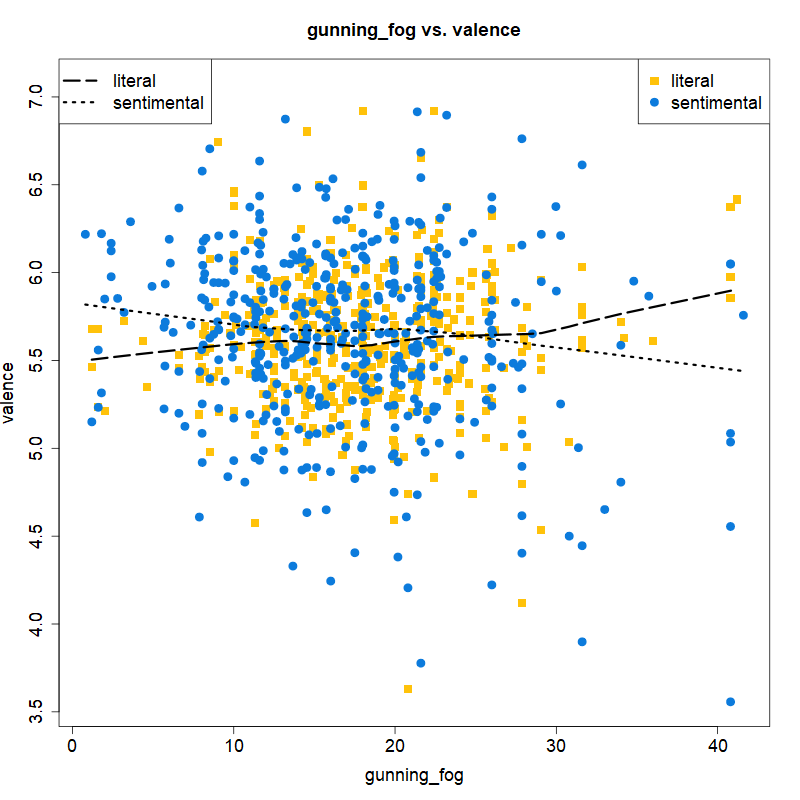 gunning_fog vs. valence
literal
sentimental
literal
sentimental
valence
7.0
6.5
6.0
5.5
5.0
4.5
4.0
3.5
0 10 20 30 40
gunning_fog